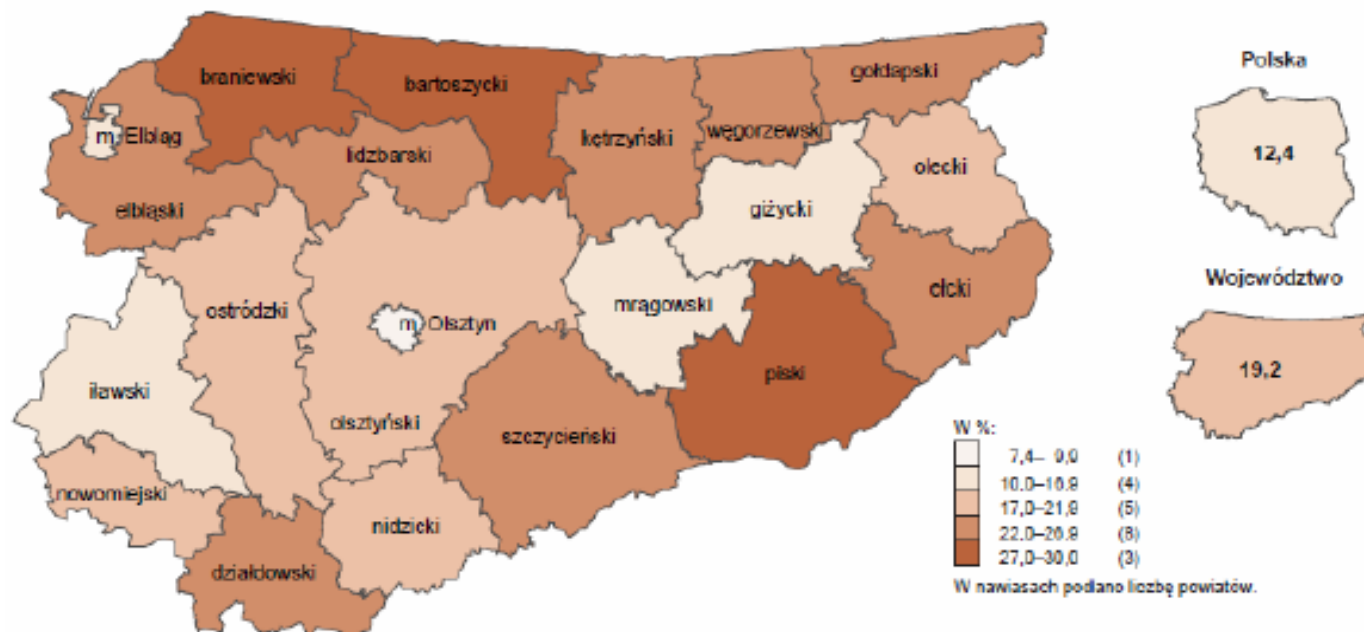 braniewski
bartoszycki
gołdapski
Polska
m. Elbląg
lidzbarski
kętrzyński
węgorzewski
olecki
12,4
elbląski
giżycki
ostródzki
mrągowski
ełcki
Województwo
m. Olsztyn
iławski
piski
19,2
olsztyński
szczycieński
W %:
7,4– 9,9 (1)
10,0–16,9 (4)
17,0–21,9 (5)
22,0–26,9 (8)
27,0–30,0 (3)
nowomiejski
nidzicki
działdowski
W nawiasach podano liczbę powiatów.